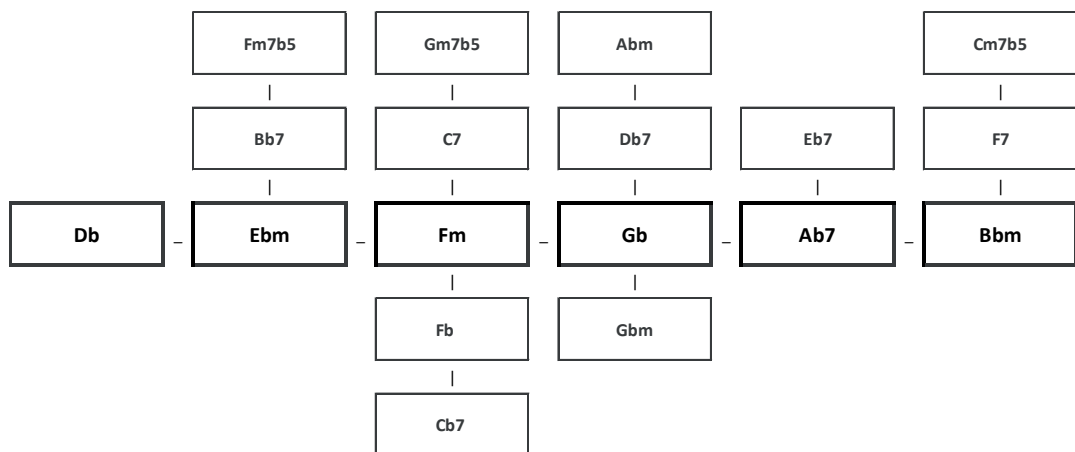 Fm7b5 Gm7b5 Abm Cm7b5
| | | |
Bb7 C7 Db7 Eb7 F7
| | | | |
Db – Ebm – Fm – Gb – Ab7 – Bbm
| |
Fb Gbm
|
Cb7